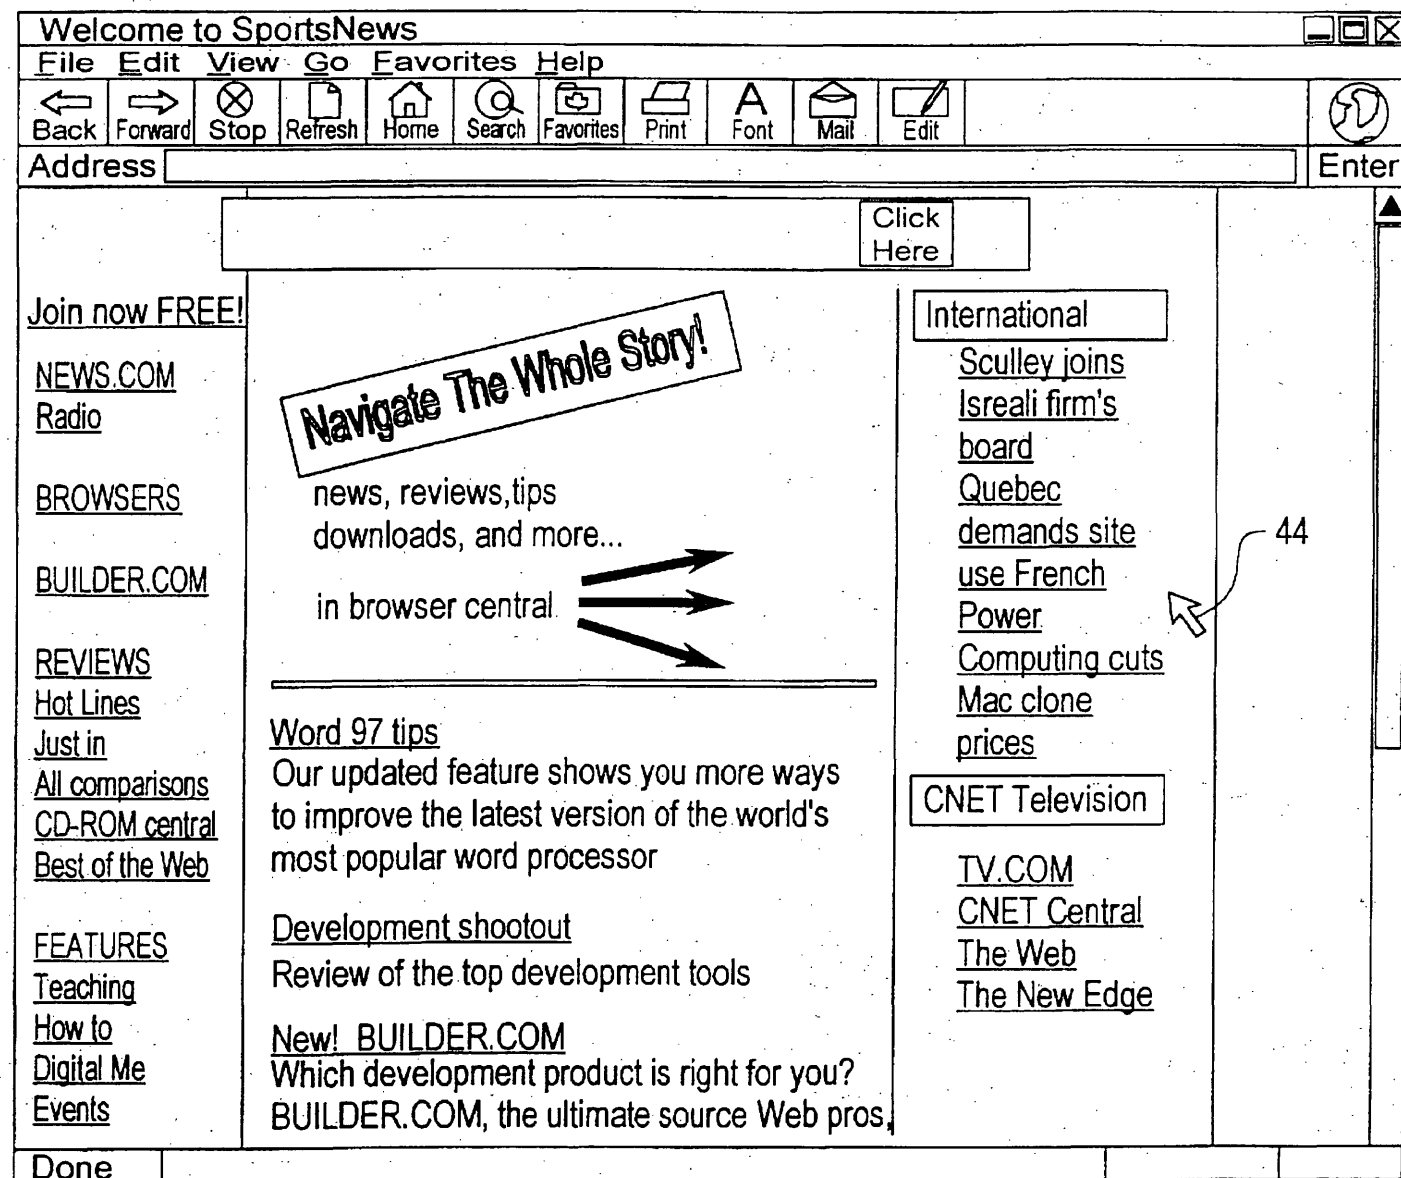 Welcome to SportsNews
File Edit View Go Favorites Help
Back Forward Stop Refresh Home Search Favorites Print Font Mail Edit
Address Enter
Click
Here
Join now FREE!
NEWS.COM
Radio
BROWSERS
BUILDER.COM
REVIEWS
Hot Lines
Just in
All comparisons
CD-ROM central
Best of the Web
FEATURES
Teaching
How to
Digital Me
Events
Navigate The Whole Story!
news, reviews,tips
downloads, and more...
in browser central
Word 97 tips
Our updated feature shows you more ways
to improve the latest version of the world's
most popular word processor
Development shootout
Review of the top development tools
New! BUILDER.COM
Which development product is right for you?
BUILDER.COM, the ultimate source Web pros,
International
Sculley joins
Isreali firm's
board
Quebec
demands site
use French
Power
Computing cuts
Mac clone
prices
CNET Television
TV.COM
CNET Central
The Web
The New Edge
44
Done